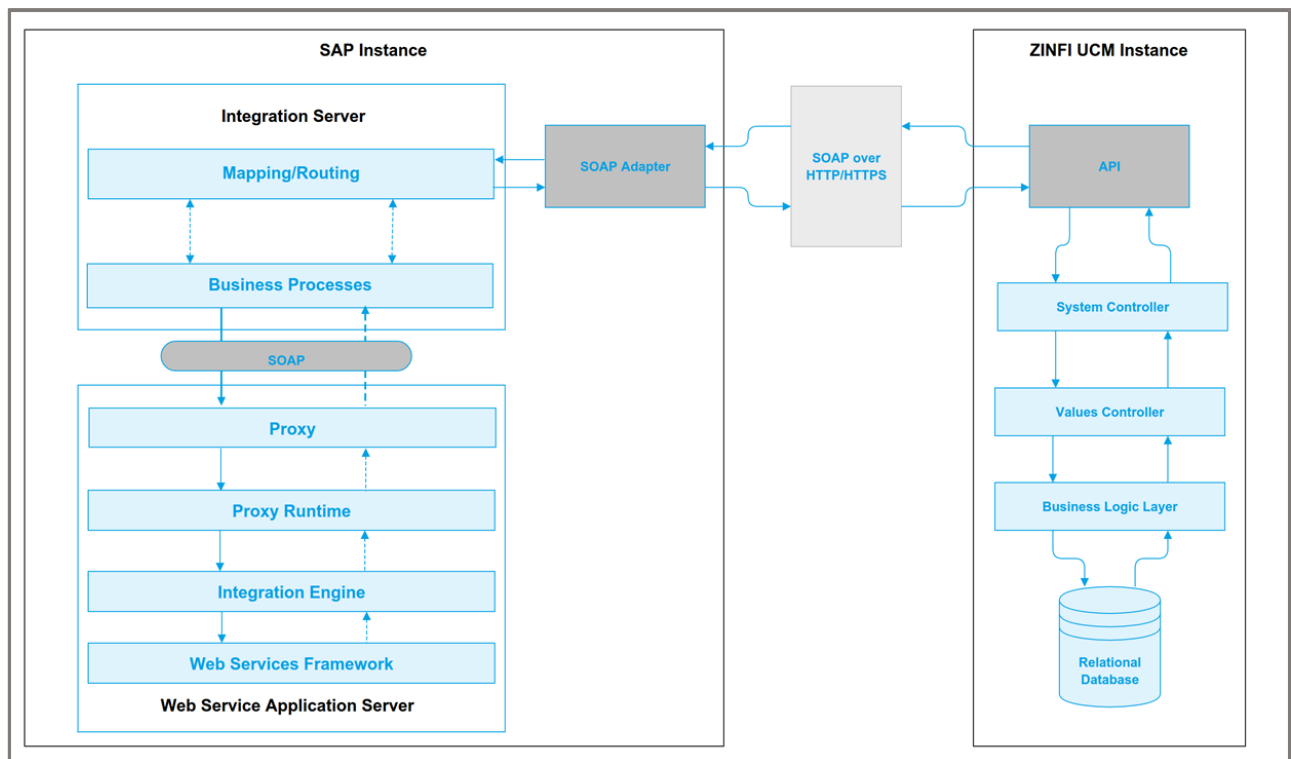 SAP Instance
Integration Server
Mapping/Routing
Business Processes
SOAP
Proxy
Proxy Runtime
Integration Engine
Web Services Framework
Web Service Application Server
SOAP Adapter
SOAP over
HTTP/HTTPS
ZINFI UCM Instance
API
System Controller
Values Controller
Business Logic Layer
Relational
Database